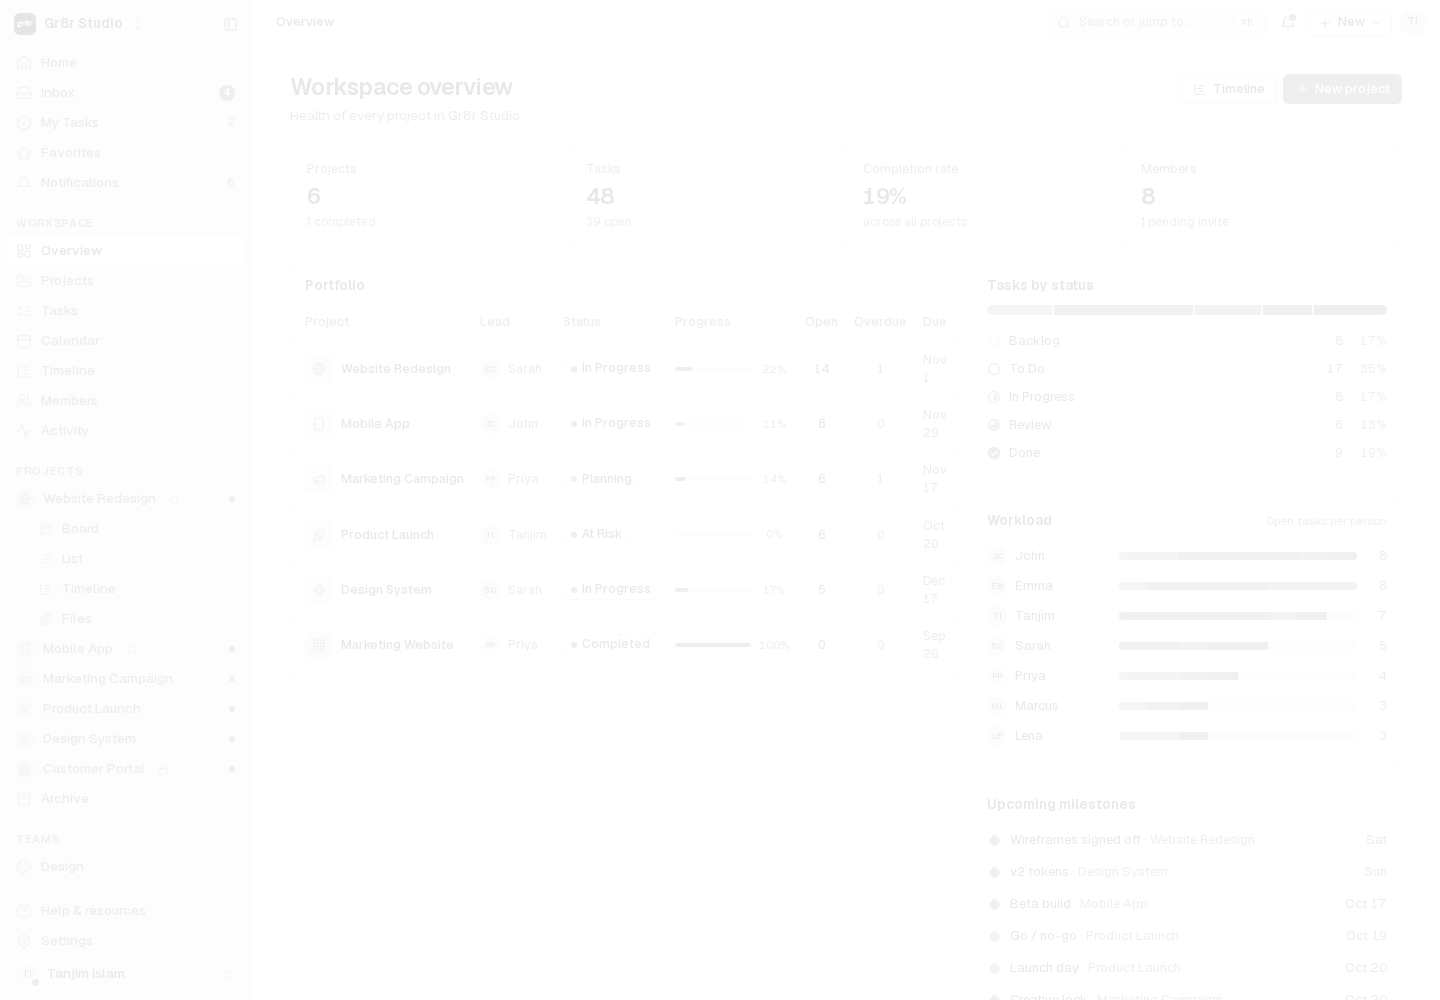 Gr8r Studio
Home
Inbox 4
My Tasks 2
Favorites
Notifications 6
WORKSPACE
Overview
Projects
Tasks
Calendar
Timeline
Members
Activity
PROJECTS
Website Redesign
Board
List
Timeline
Files
Mobile App
Marketing Campaign
Product Launch
Design System
Customer Portal
Archive
TEAMS
Design
Help & resources
Settings
TI Tanjim Islam
Overview
Search or jump to... ⌘K
New
TI
Workspace overview
Health of every project in Gr8r Studio.
Timeline
New project
Projects
6
1 completed
Tasks
48
39 open
Completion rate
19%
across all projects
Members
8
1 pending invite
Portfolio
Project Lead Status Progress Open Overdue Due
Website Redesign SC Sarah In Progress 22% 14 1 Nov 1
Mobile App JC John In Progress 11% 8 0 Nov 29
Marketing Campaign PP Priya Planning 14% 6 1 Nov 17
Product Launch TI Tanjim At Risk 0% 6 0 Oct 20
Design System SC Sarah In Progress 17% 5 0 Dec 17
Marketing Website PP Priya Completed 100% 0 0 Sep 20
Tasks by status
Backlog 8 17%
To Do 17 35%
In Progress 8 17%
Review 6 13%
Done 9 19%
Workload Open tasks per person
JC John 8
EW Emma 8
TI Tanjim 7
SC Sarah 5
PP Priya 4
ML Marcus 3
Lena 3
Upcoming milestones
Wireframes signed off · Website Redesign Sat
v2 tokens · Design System Sun
Beta build · Mobile App Oct 17
Go / no-go · Product Launch Oct 19
Launch day · Product Launch Oct 20
Creative lock · Marketing Campaign Oct 20